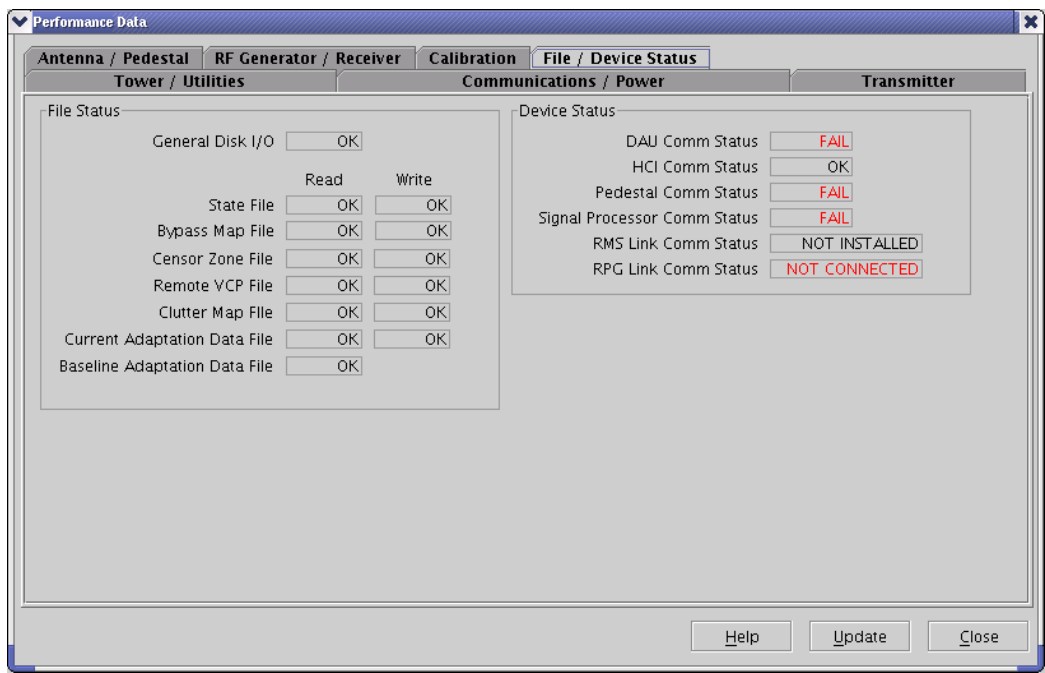 Performance Data
Antenna / Pedestal RF Generator / Receiver Calibration File / Device Status
Tower / Utilities Communications / Power Transmitter
File Status
General Disk I/O OK
Read Write
State File OK OK
Bypass Map File OK OK
Censor Zone File OK OK
Remote VCP File OK OK
Clutter Map FIle OK OK
Current Adaptation Data File OK OK
Baseline Adaptation Data File OK
Device Status
DAU Comm Status FAIL
HCI Comm Status OK
Pedestal Comm Status FAIL
Signal Processor Comm Status FAIL
RMS Link Comm Status NOT INSTALLED
RPG Link Comm Status NOT CONNECTED
Help Update Close